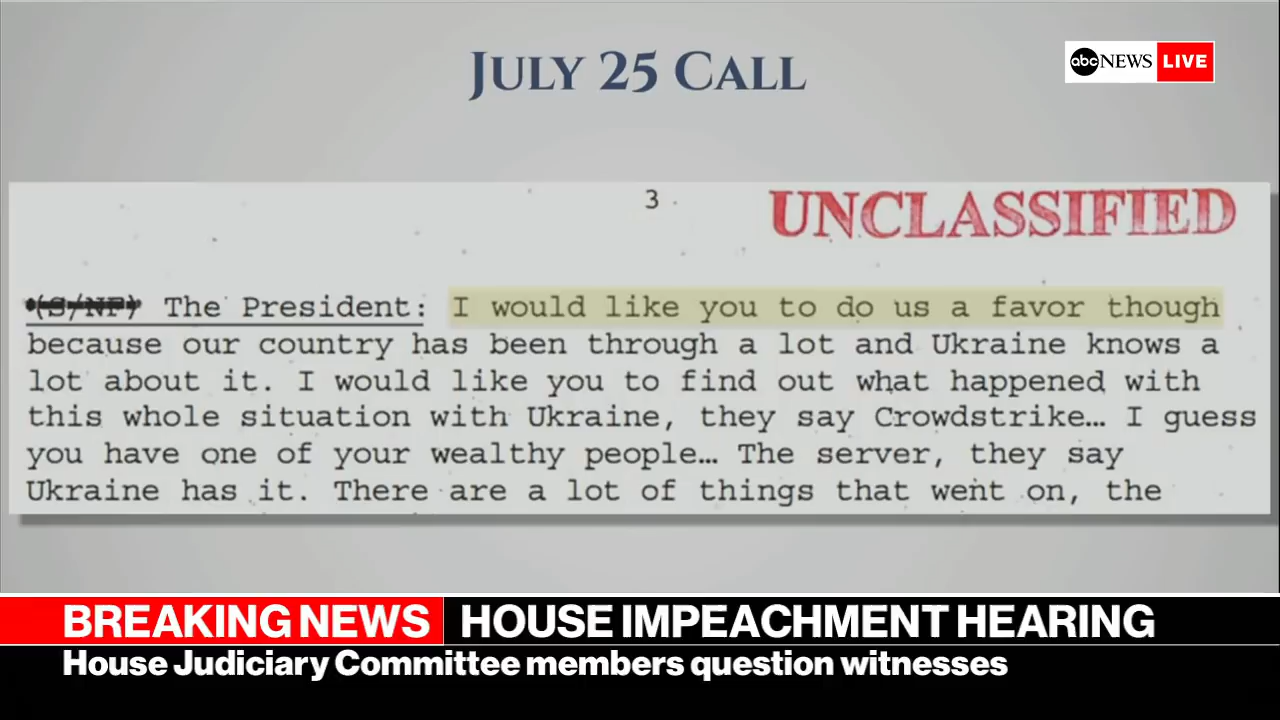 July 25 Call
abc NEWS LIVE
3
UNCLASSIFIED
(S/NF) The President: I would like you to do us a favor though
because our country has been through a lot and Ukraine knows a
lot about it. I would like you to find out what happened with
this whole situation with Ukraine, they say Crowdstrike… I guess
you have one of your wealthy people… The server, they say
Ukraine has it. There are a lot of things that went on, the
BREAKING NEWS HOUSE IMPEACHMENT HEARING
House Judiciary Committee members question witnesses